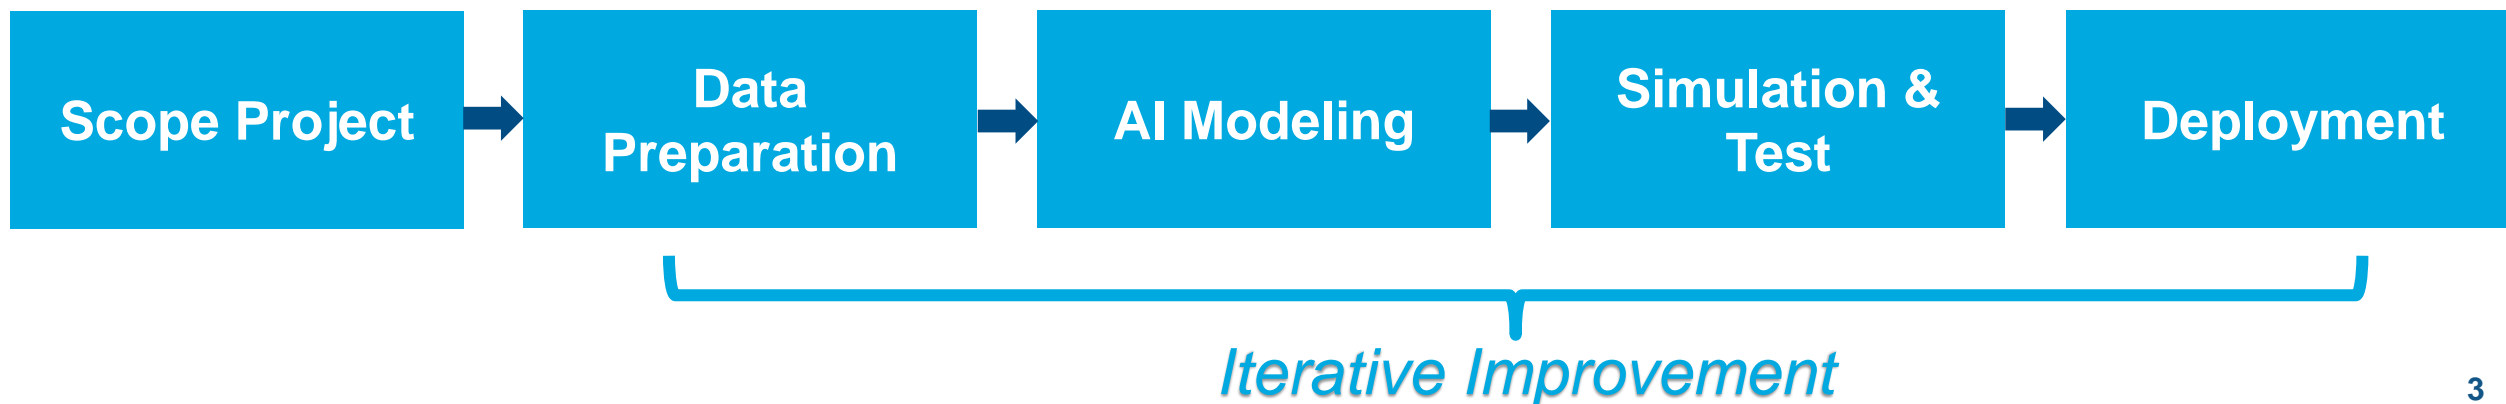 Scope Project
Data
Preparation
AI Modeling
Simulation &
Test
Deployment
Iterative Improvement
3